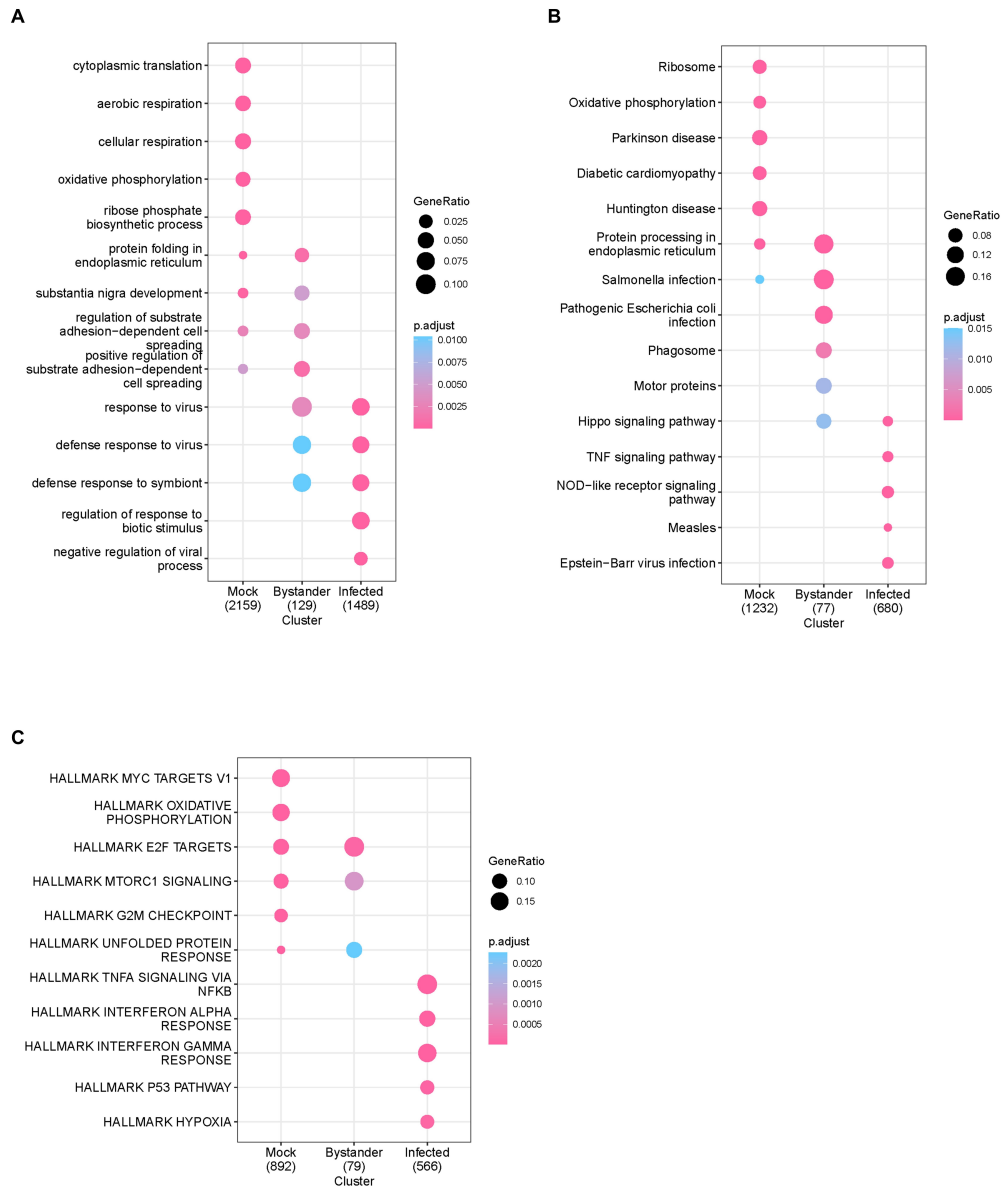 A
cytoplasmic translation
aerobic respiration
cellular respiration
oxidative phosphorylation
ribose phosphate
biosynthetic process
protein folding in
endoplasmic reticulum
substantia nigra development
regulation of substrate
adhesion−dependent cell
spreading
positive regulation of
substrate adhesion−dependent
cell spreading
response to virus
defense response to virus
defense response to symbiont
regulation of response to
biotic stimulus
negative regulation of viral
process
Mock
(2159)
Bystander
(129)
Infected
(1489)
Cluster
GeneRatio
0.025
0.050
0.075
0.100
p.adjust
0.0100
0.0075
0.0050
0.0025
B
Ribosome
Oxidative phosphorylation
Parkinson disease
Diabetic cardiomyopathy
Huntington disease
Protein processing in
endoplasmic reticulum
Salmonella infection
Pathogenic Escherichia coli
infection
Phagosome
Motor proteins
Hippo signaling pathway
TNF signaling pathway
NOD−like receptor signaling
pathway
Measles
Epstein−Barr virus infection
Mock
(1232)
Bystander
(77)
Infected
(680)
Cluster
GeneRatio
0.08
0.12
0.16
p.adjust
0.015
0.010
0.005
C
HALLMARK MYC TARGETS V1
HALLMARK OXIDATIVE
PHOSPHORYLATION
HALLMARK E2F TARGETS
HALLMARK MTORC1 SIGNALING
HALLMARK G2M CHECKPOINT
HALLMARK UNFOLDED PROTEIN
RESPONSE
HALLMARK TNFA SIGNALING VIA
NFKB
HALLMARK INTERFERON ALPHA
RESPONSE
HALLMARK INTERFERON GAMMA
RESPONSE
HALLMARK P53 PATHWAY
HALLMARK HYPOXIA
Mock
(892)
Bystander
(79)
Infected
(566)
Cluster
GeneRatio
0.10
0.15
p.adjust
0.0020
0.0015
0.0010
0.0005